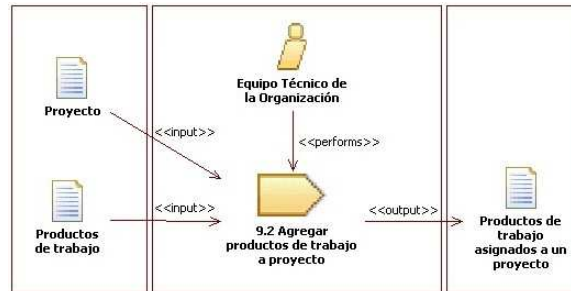 Proyecto
<<input>>
Productos
de trabajo
<<input>>
Equipo Técnico de
la Organización
<<performs>>
9.2 Agregar
productos de trabajo
a proyecto
<<output>>
Productos de
trabajo
asignados a un
proyecto